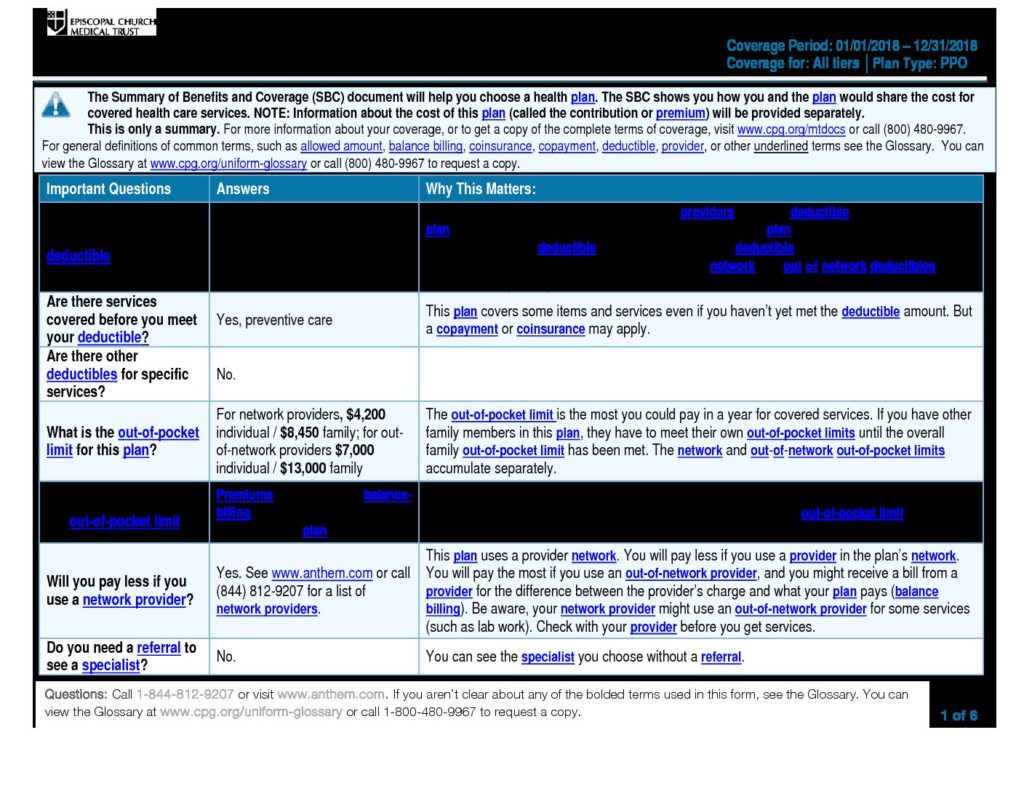 EPISCOPAL CHURCH
MEDICAL TRUST
Coverage Period: 01/01/2018 – 12/31/2018
Coverage for: All tiers | Plan Type: PPO
The Summary of Benefits and Coverage (SBC) document will help you choose a health plan. The SBC shows you how you and the plan would share the cost for
covered health care services. NOTE: Information about the cost of this plan (called the contribution or premium) will be provided separately.
This is only a summary. For more information about your coverage, or to get a copy of the complete terms of coverage, visit www.cpg.org/mtdocs or call (800) 480-9967.
For general definitions of common terms, such as allowed amount, balance billing, coinsurance, copayment, deductible, provider, or other underlined terms see the Glossary. You can
view the Glossary at www.cpg.org/uniform-glossary or call (800) 480-9967 to request a copy.
Important Questions
Answers
Why This Matters:
deductible
providers deductible
plan plan
deductible deductible
network out of network deductibles
Are there services
covered before you meet
your deductible?
Yes, preventive care
This plan covers some items and services even if you haven't yet met the deductible amount. But
a copayment or coinsurance may apply.
Are there other
deductibles for specific
services?
No.
What is the out-of-pocket
limit for this plan?
For network providers, $4,200
individual / $8,450 family; for out-
of-network providers $7,000
individual / $13,000 family
The out-of-pocket limit is the most you could pay in a year for covered services. If you have other
family members in this plan, they have to meet their own out-of-pocket limits until the overall
family out-of-pocket limit has been met. The network and out-of-network out-of-pocket limits
accumulate separately.
out-of-pocket limit
Premiums balance-
billing
plan
out-of-pocket limit
Will you pay less if you
use a network provider?
Yes. See www.anthem.com or call
(844) 812-9207 for a list of
network providers.
This plan uses a provider network. You will pay less if you use a provider in the plan's network.
You will pay the most if you use an out-of-network provider, and you might receive a bill from a
provider for the difference between the provider's charge and what your plan pays (balance
billing). Be aware, your network provider might use an out-of-network provider for some services
(such as lab work). Check with your provider before you get services.
Do you need a referral to
see a specialist?
No.
You can see the specialist you choose without a referral.
Questions: Call 1-844-812-9207 or visit www.anthem.com. If you aren't clear about any of the bolded terms used in this form, see the Glossary. You can
view the Glossary at www.cpg.org/uniform-glossary or call 1-800-480-9967 to request a copy.
1 of 6